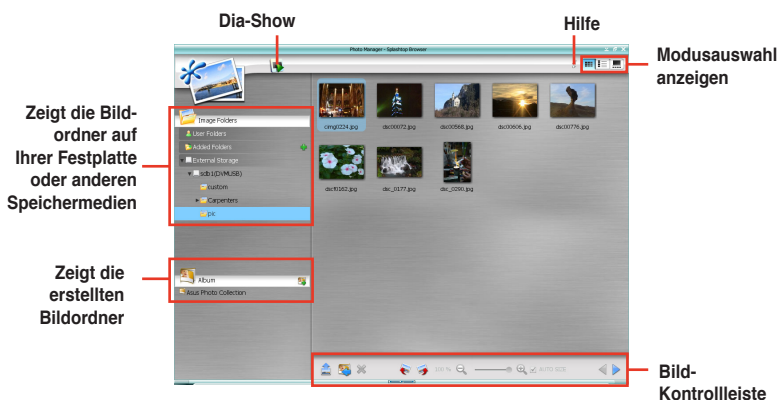 Dia-Show
Hilfe
Photo Manager - Splashtop Browser
Modusauswahl
anzeigen
Zeigt die Bild-
ordner auf
Ihrer Festplatte
oder anderen
Speichermedien
Image Folders
User Folders
Added Folders
External Storage
sdb1(DVMUSB)
custom
Carpenters
pic
cimg0224.jpg
dsc00072.jpg
dsc00568.jpg
dsc00606.jpg
dsc00776.jpg
dscf0162.jpg
dsc_0177.jpg
dsc_0290.jpg
Zeigt die
erstellten
Bildordner
Album
Asus Photo Collection
100 %
AUTO SIZE
Bild-
Kontrollleiste